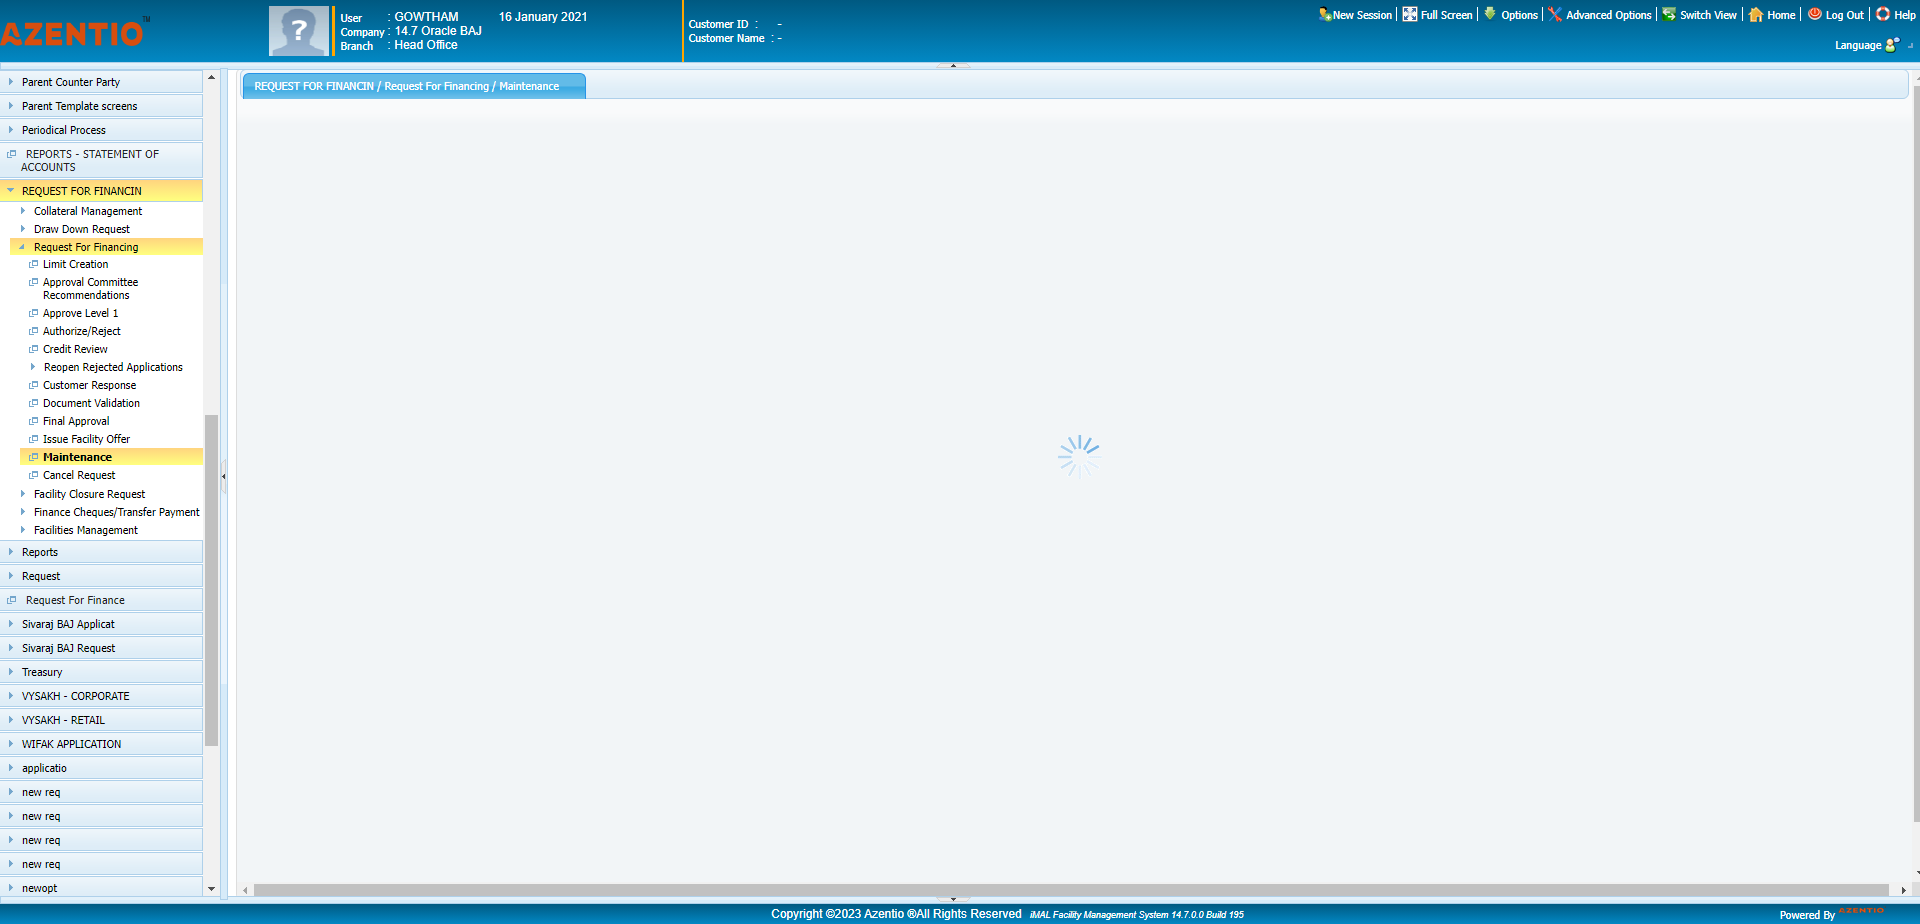 AZENTIO™
?
User : GOWTHAM 16 January 2021
Company : 14.7 Oracle BAJ
Branch : Head Office
Customer ID : -
Customer Name : -
New Session | Full Screen | Options | Advanced Options | Switch View | Home | Log Out | Help
Language
Parent Counter Party
Parent Template screens
Periodical Process
REPORTS - STATEMENT OF
ACCOUNTS
REQUEST FOR FINANCIN
Collateral Management
Draw Down Request
Request For Financing
Limit Creation
Approval Committee
Recommendations
Approve Level 1
Authorize/Reject
Credit Review
Reopen Rejected Applications
Customer Response
Document Validation
Final Approval
Issue Facility Offer
Maintenance
Cancel Request
Facility Closure Request
Finance Cheques/Transfer Payment
Facilities Management
Reports
Request
Request For Finance
Sivaraj BAJ Applicat
Sivaraj BAJ Request
Treasury
VYSAKH - CORPORATE
VYSAKH - RETAIL
WIFAK APPLICATION
applicatio
new req
new req
new req
new req
newopt
REQUEST FOR FINANCIN / Request For Financing / Maintenance
Copyright ©2023 Azentio ®All Rights Reserved iMAL Facility Management System 14.7.0.0 Build 195
Powered By AZENTIO